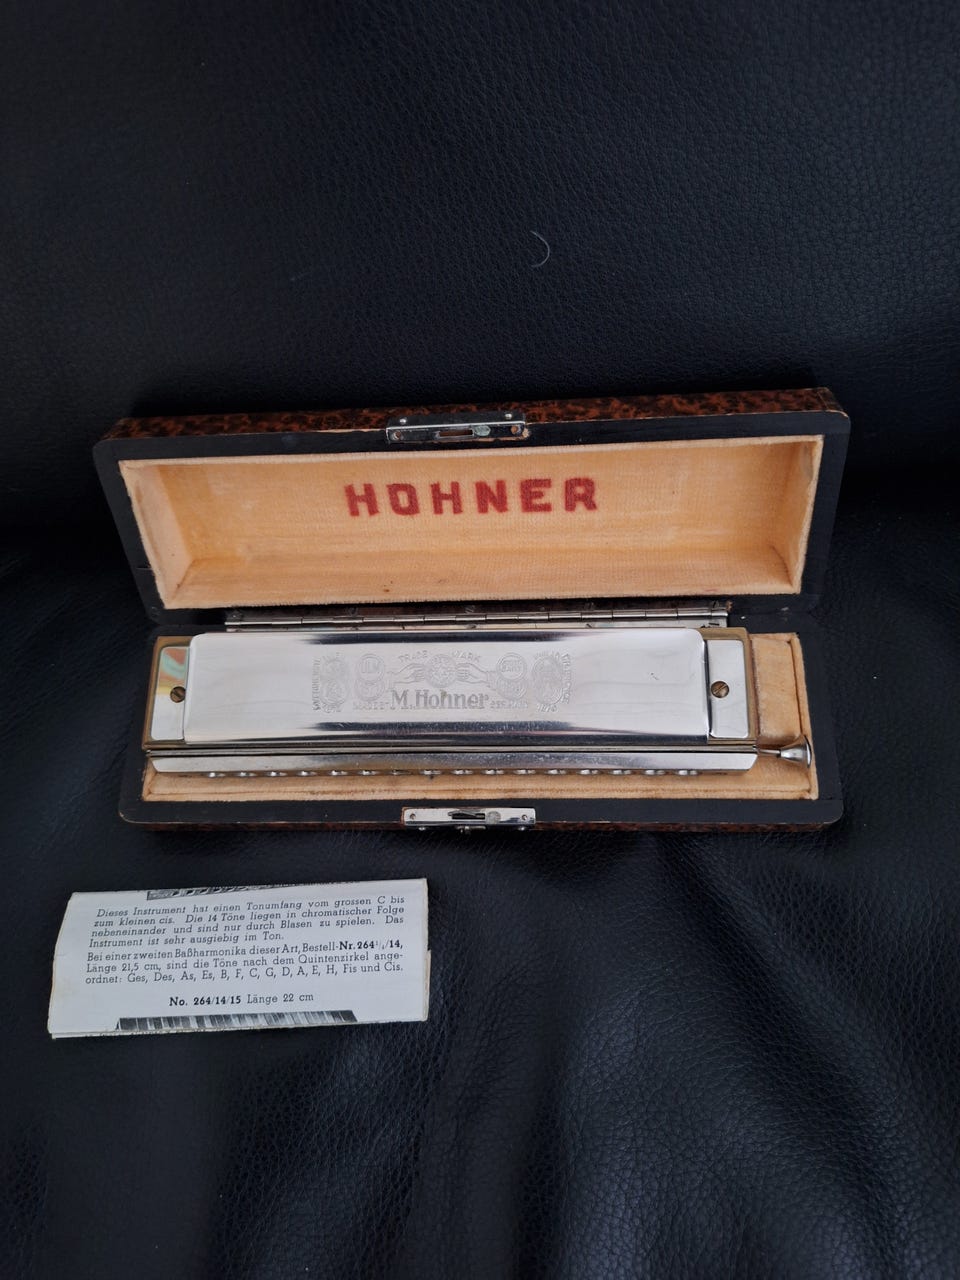 HOHNER
TRADE MARK
M. Hohner
Dieses Instrument hat einen Tonumfang vom grossen C bis
zum kleinen cis. Die 14 Töne liegen in chromatischer Folge
nebeneinander und sind nur durch Blasen zu spielen. Das
Instrument ist sehr ausgiebig im Ton.
Bei einer zweiten Baßharmonika dieser Art, Bestell-Nr. 264¹/₄/14,
Länge 21,5 cm, sind die Töne nach dem Quintenzirkel ange-
ordnet: Ges, Des, As, Es, B, F, C, G, D, A, E, H, Fis und Cis.
No. 264/14/15 Länge 22 cm